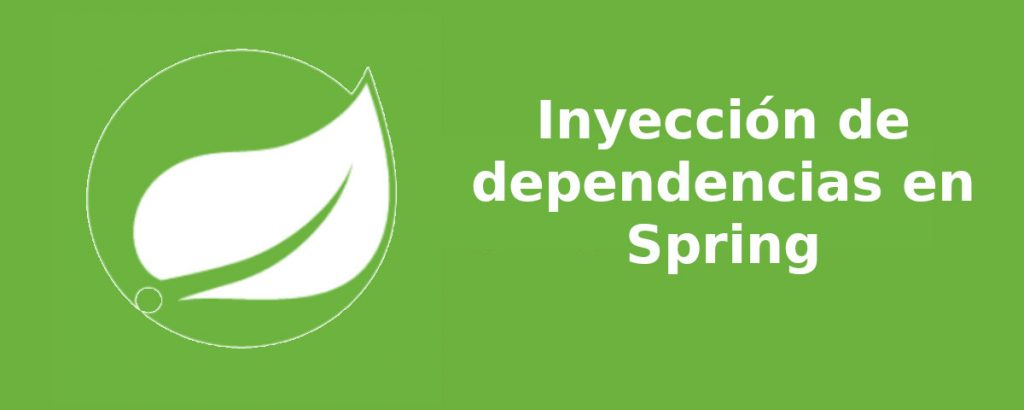 Inyección de
dependencias en
Spring